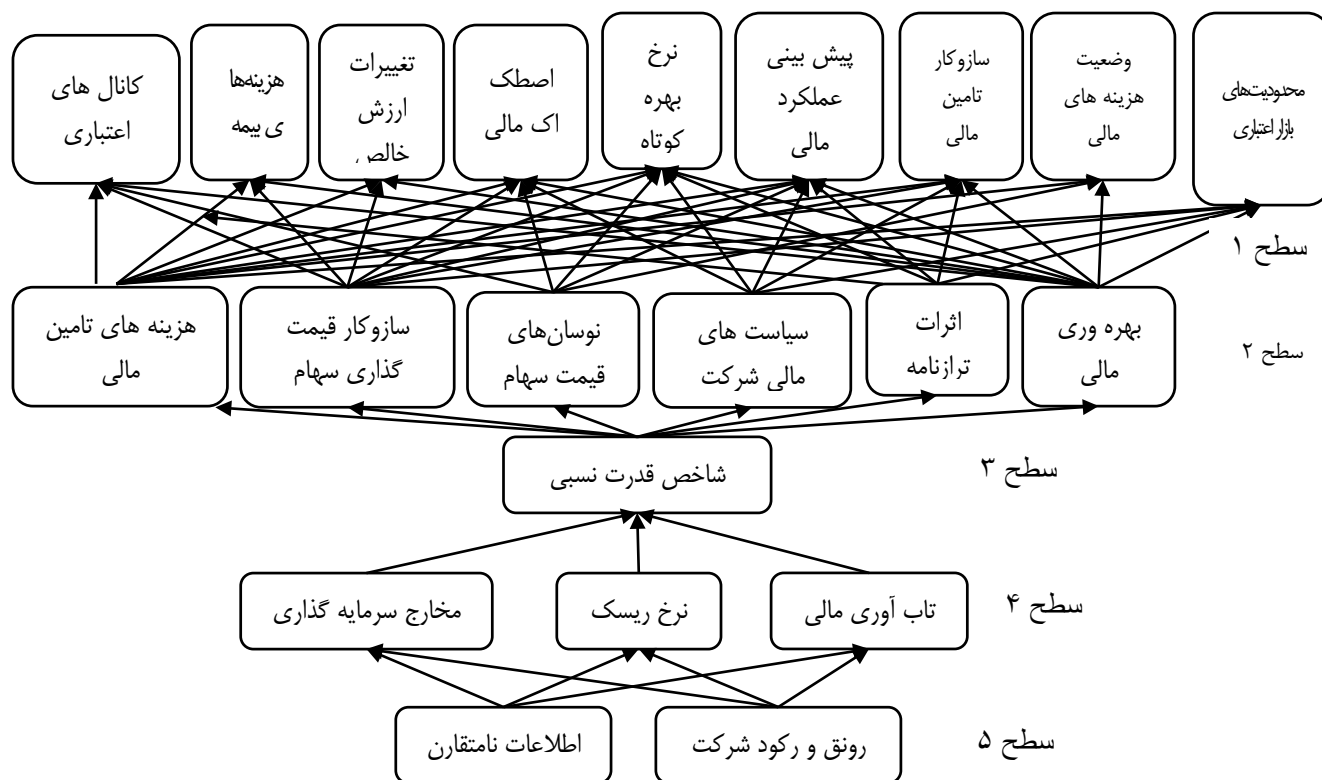 محدودیت‌های
بازار اعتباری
وضعیت
هزینه های
مالی
سازوکار
تامین
مالی
پیش بینی
عملکرد
مالی
نرخ
بهره
کوتاه
اصطک
اک مالی
تغییرات
ارزش
خالص
هزینه‌ها
ی بیمه
کانال های
اعتباری
سطح ۱
سطح ۲
بهره وری
مالی
اثرات
ترازنامه
سیاست های
مالی شرکت
نوسان‌های
قیمت سهام
سازوکار قیمت
گذاری سهام
هزینه های تامین
مالی
سطح ۳
شاخص قدرت نسبی
سطح ۴
تاب آوری مالی
نرخ ریسک
مخارج سرمایه گذاری
سطح ۵
رونق و رکود شرکت
اطلاعات نامتقارن